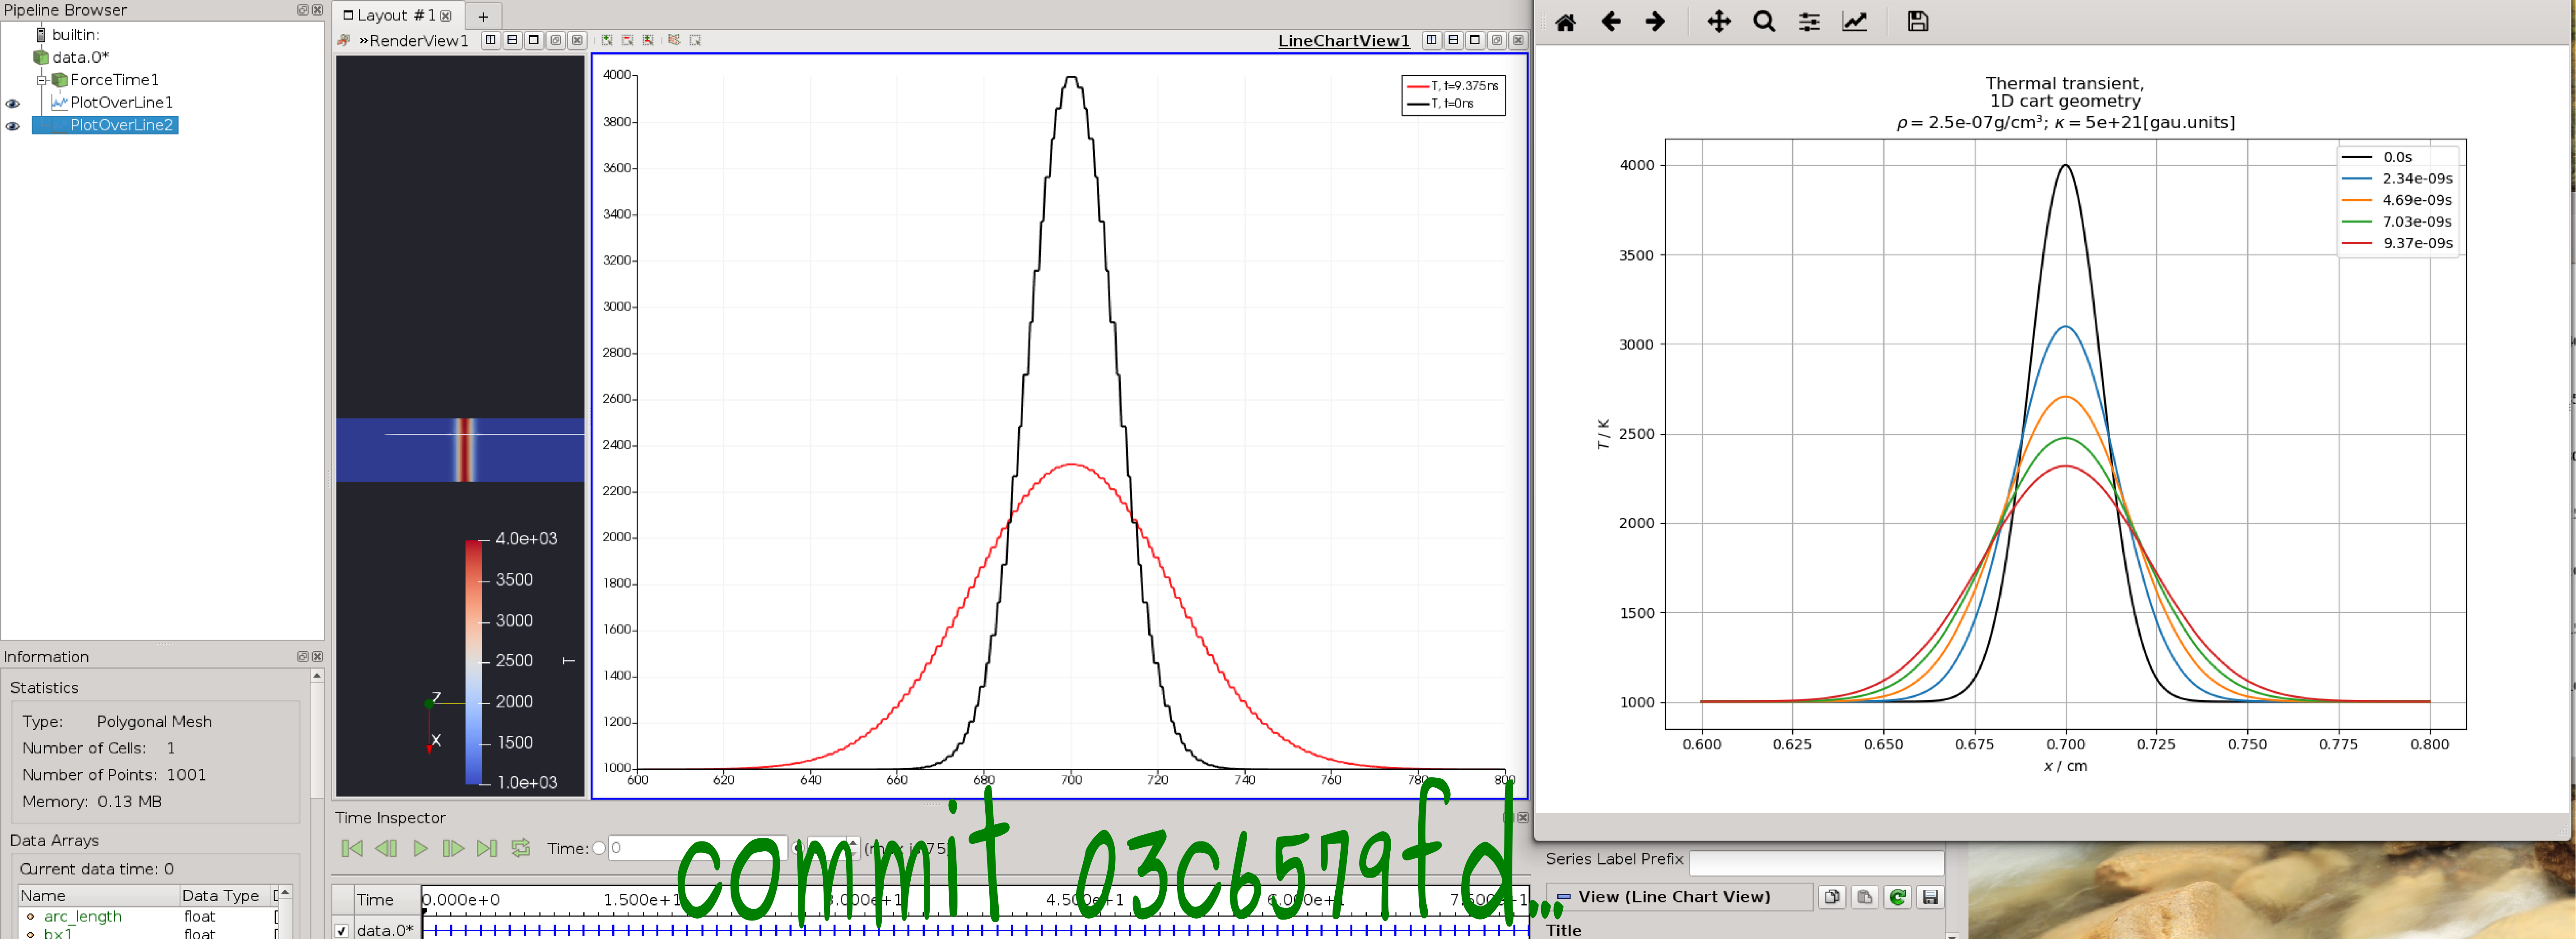 Pipeline Browser
builtin:
data.0*
ForceTime1
PlotOverLine1
PlotOverLine2
Information
Statistics
Type: Polygonal Mesh
Number of Cells: 1
Number of Points: 1001
Memory: 0.13 MB
Data Arrays
Current data time: 0
Name Data Type
arc_length float
bx1 float
Layout #1
+
»RenderView1
4.0e+03
3500
3000
2500
2000
1500
1.0e+03
T
Z
X
LineChartView1
4000
3800
3600
3400
3200
3000
2800
2600
2400
2200
2000
1800
1600
1400
1200
1000
600 620 640 660 680 700 720 740 760 780 800
T, t=9.375ns
T, t=0ns
Time Inspector
Time: 0
(max is 75
Time 0.000e+0 1.500e+1 3.000e+1 4.500e+1 6.000e+1 7.500e+1
data.0*
commit 03c6579fd...
Thermal transient,
1D cart geometry
ρ = 2.5e-07g/cm³; κ = 5e+21[gau.units]
4000
3500
3000
2500
2000
1500
1000
T / K
0.600 0.625 0.650 0.675 0.700 0.725 0.750 0.775 0.800
x / cm
0.0s
2.34e-09s
4.69e-09s
7.03e-09s
9.37e-09s
Series Label Prefix
View (Line Chart View)
Title